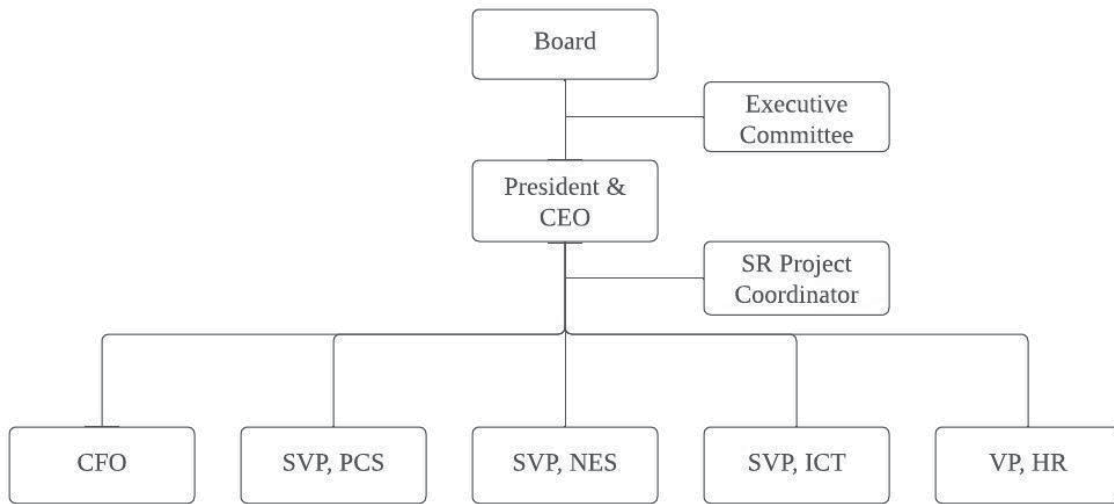 Board
Executive
Committee
President &
CEO
SR Project
Coordinator
CFO
SVP, PCS
SVP, NES
SVP, ICT
VP, HR